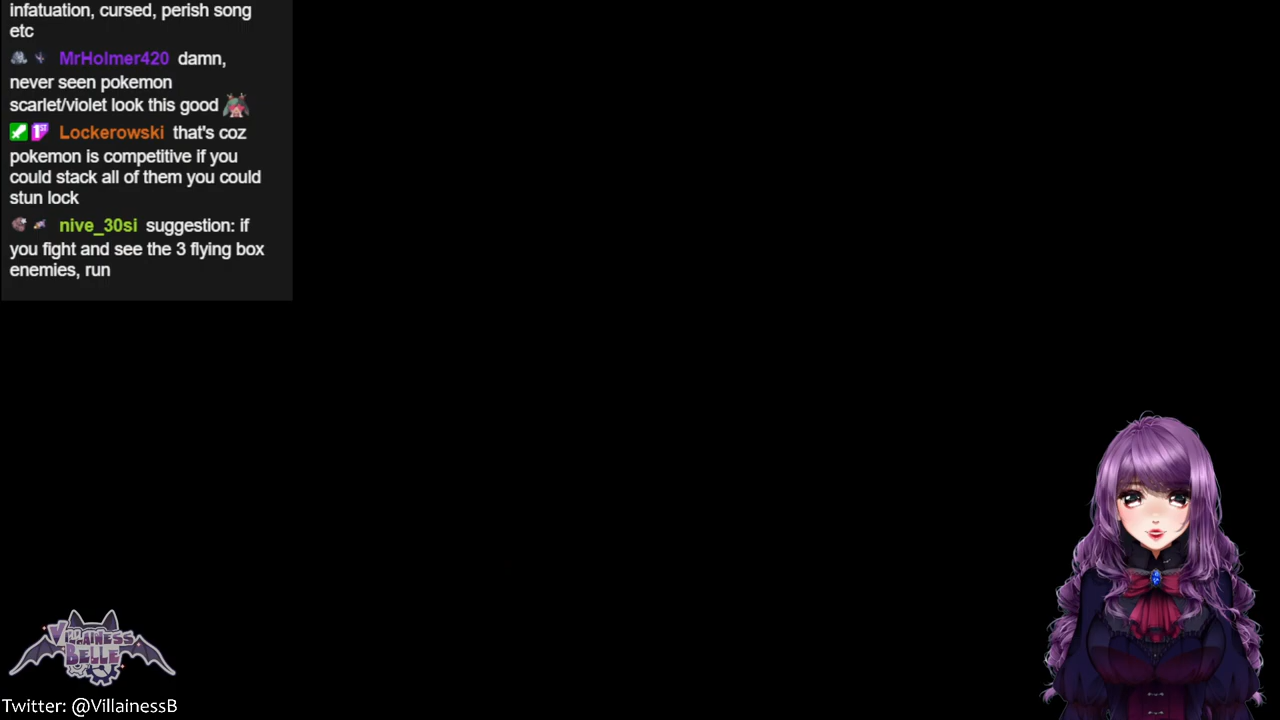 infatuation, cursed, perish song
etc
MrHolmer420 damn,
never seen pokemon
scarlet/violet look this good
Lockerowski that's coz
pokemon is competitive if you
could stack all of them you could
stun lock
nive_30si suggestion: if
you fight and see the 3 flying box
enemies, run
VILLAINESS
BELLE
Twitter: @VillainessB